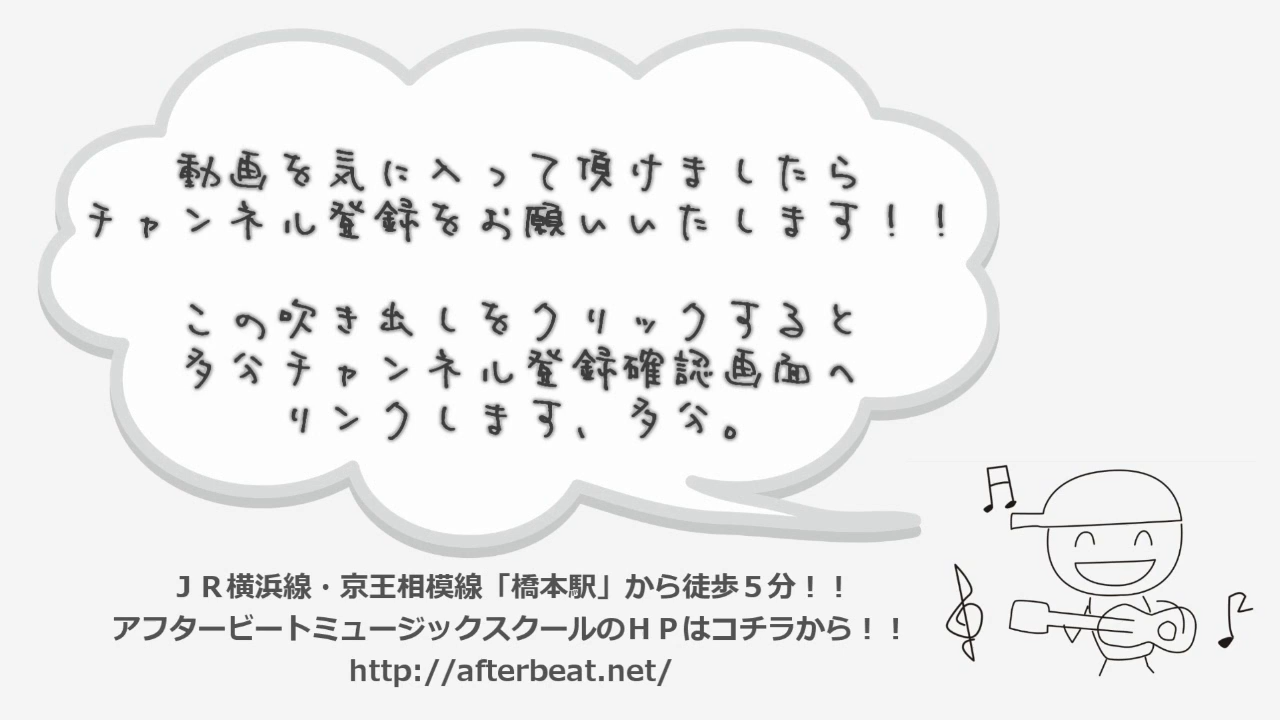 動画を気に入って頂けましたら
チャンネル登録をお願いいたします！！
この吹き出しをクリックすると
多分チャンネル登録確認画面へ
リンクします、多分。
ＪＲ横浜線・京王相模線「橋本駅」から徒歩５分！！
アフタービートミュージックスクールのＨＰはコチラから！！
http://afterbeat.net/